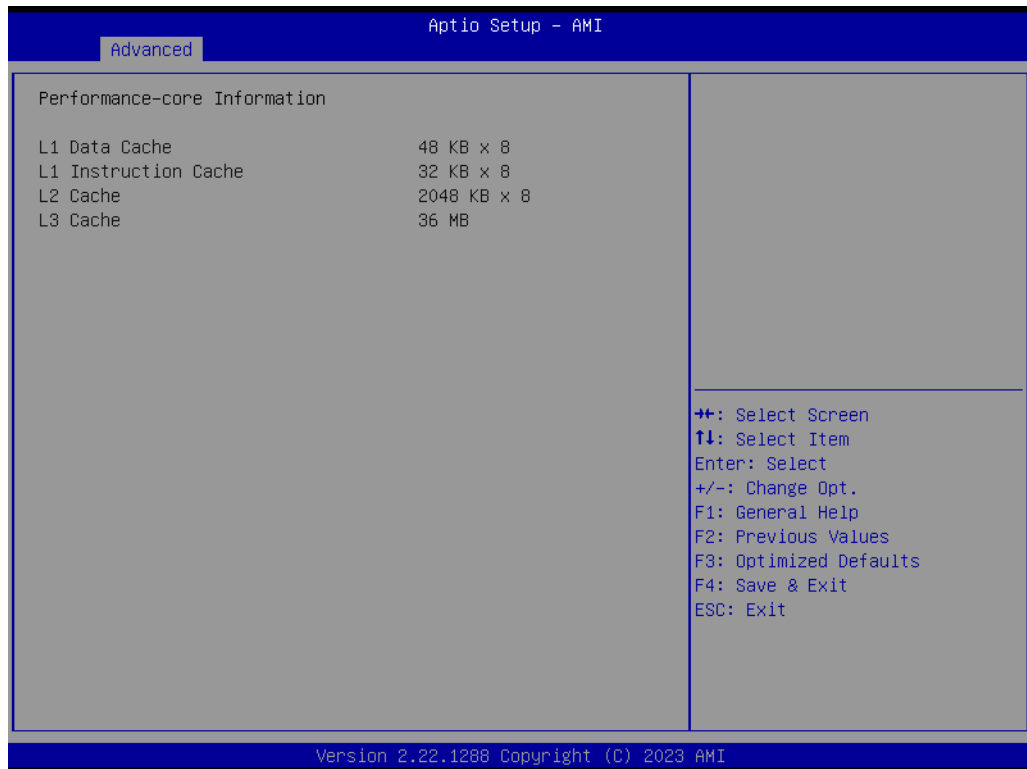 Aptio Setup – AMI
Advanced
Performance-core Information
L1 Data Cache 48 KB x 8
L1 Instruction Cache 32 KB x 8
L2 Cache 2048 KB x 8
L3 Cache 36 MB
→←: Select Screen
↑↓: Select Item
Enter: Select
+/-: Change Opt.
F1: General Help
F2: Previous Values
F3: Optimized Defaults
F4: Save & Exit
ESC: Exit
Version 2.22.1288 Copyright (C) 2023 AMI